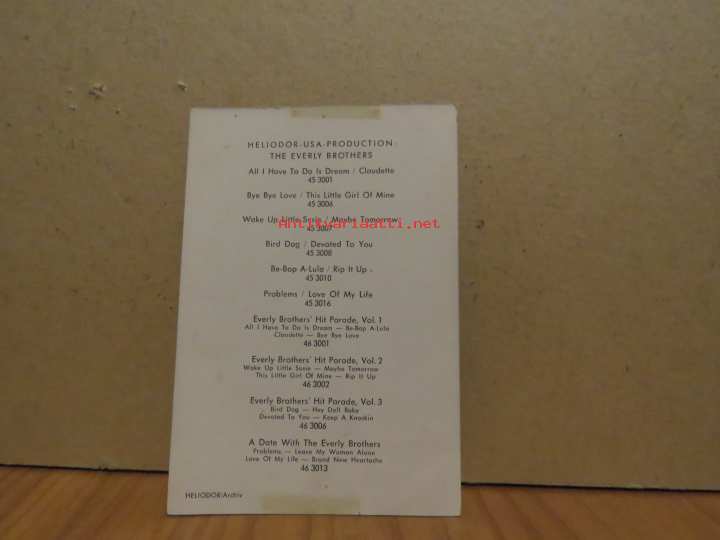 HELIODOR-USA-PRODUCTION:
THE EVERLY BROTHERS
All I Have To Do Is Dream / Claudette
45 3001
Bye Bye Love / This Little Girl Of Mine
45 3006
Wake Up Little Susie / Maybe Tomorrow
45 3007
Antikvariaatti.net
Bird Dog / Devoted To You
45 3008
Be-Bop A-Lula / Rip It Up
45 3010
Problems / Love Of My Life
45 3016
Everly Brothers' Hit Parade, Vol. 1
All I Have To Do Is Dream — Be-Bop A-Lula
Claudette — Bye Bye Love
46 3001
Everly Brothers' Hit Parade, Vol. 2
Wake Up Little Susie — Maybe Tomorrow
This Little Girl Of Mine — Rip It Up
46 3002
Everly Brothers' Hit Parade, Vol. 3
Bird Dog — Hey Doll Baby
Devoted To You — Keep A Knockin
46 3006
A Date With The Everly Brothers
Problems — Leave My Woman Alone
Love Of My Life — Brand New Heartache
46 3013
HELIODOR/Archiv